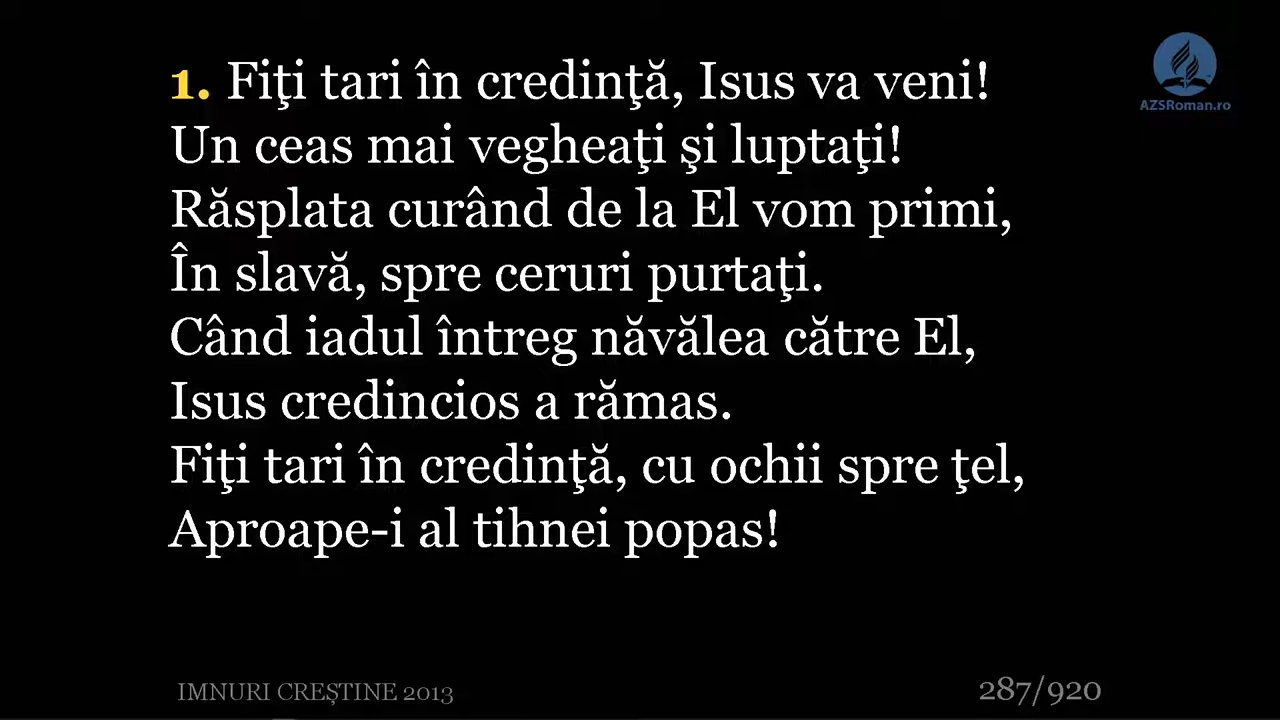 1. Fiţi tari în credinţă, Isus va veni!
Un ceas mai vegheaţi şi luptaţi!
Răsplata curând de la El vom primi,
În slavă, spre ceruri purtaţi.
Când iadul întreg năvălea către El,
Isus credincios a rămas.
Fiţi tari în credinţă, cu ochii spre ţel,
Aproape-i al tihnei popas!
AZSRoman.ro
IMNURI CREȘTINE 2013
287/920